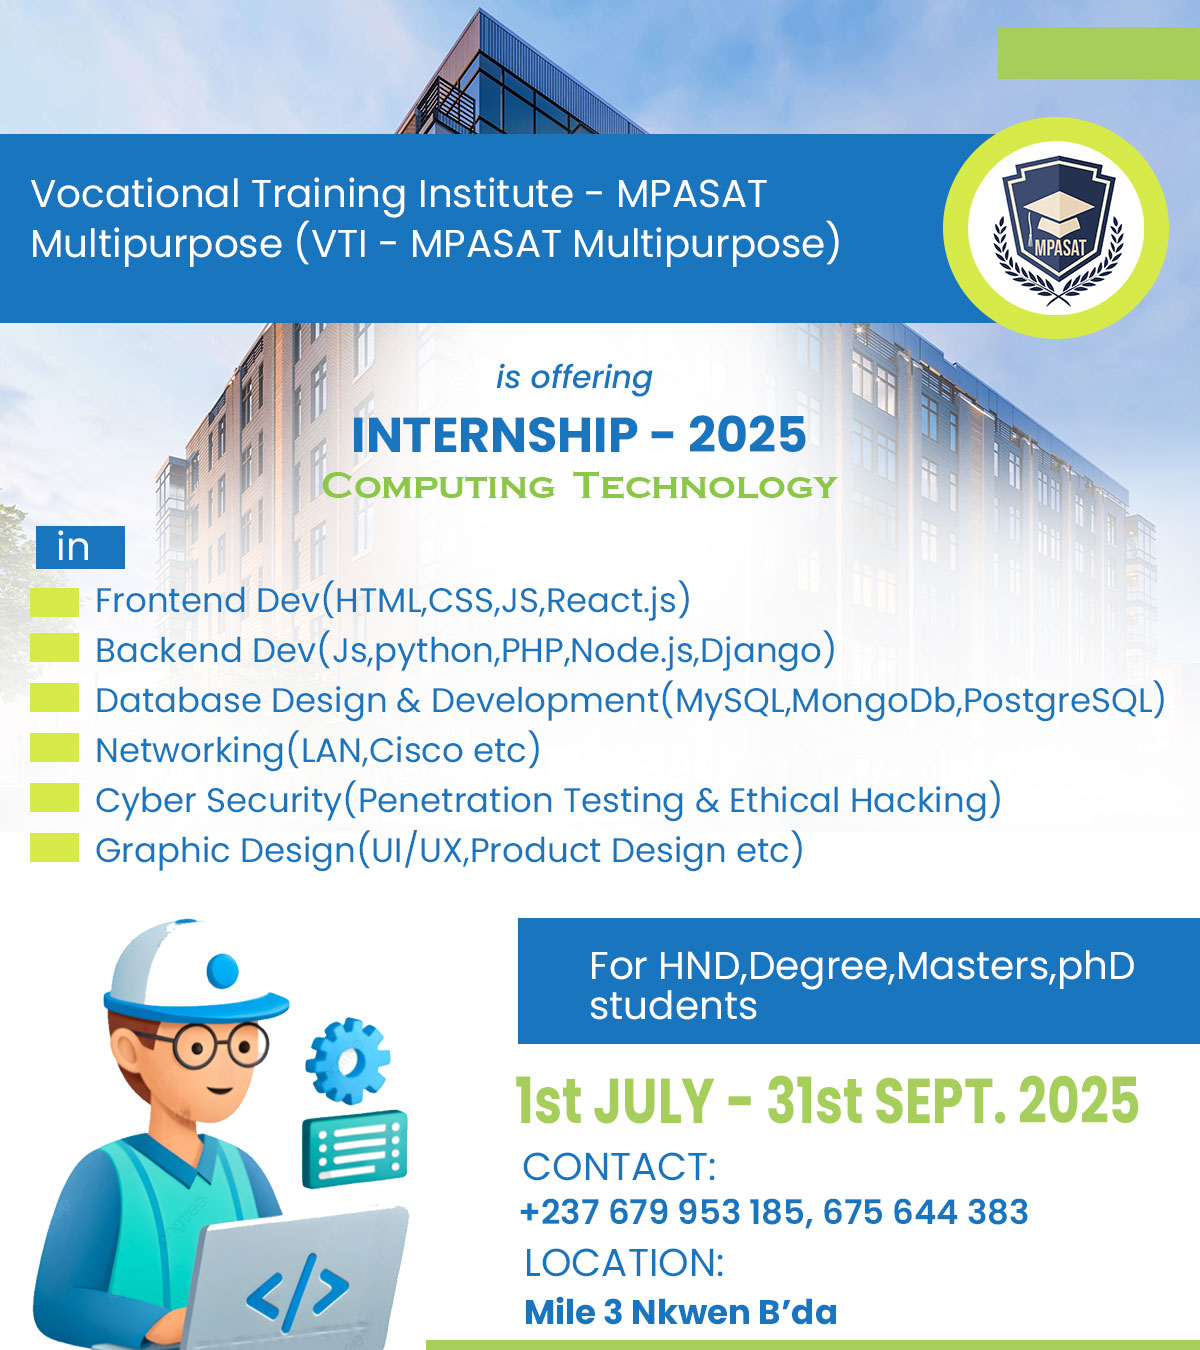 Vocational Training Institute - MPASAT
Multipurpose (VTI - MPASAT Multipurpose)
MPASAT
is offering
INTERNSHIP - 2025
COMPUTING TECHNOLOGY
in
Frontend Dev(HTML,CSS,JS,React.js)
Backend Dev(Js,python,PHP,Node.js,Django)
Database Design & Development(MySQL,MongoDb,PostgreSQL)
Networking(LAN,Cisco etc)
Cyber Security(Penetration Testing & Ethical Hacking)
Graphic Design(UI/UX,Product Design etc)
For HND,Degree,Masters,phD
students
1st JULY - 31st SEPT. 2025
CONTACT:
+237 679 953 185, 675 644 383
LOCATION:
Mile 3 Nkwen B'da